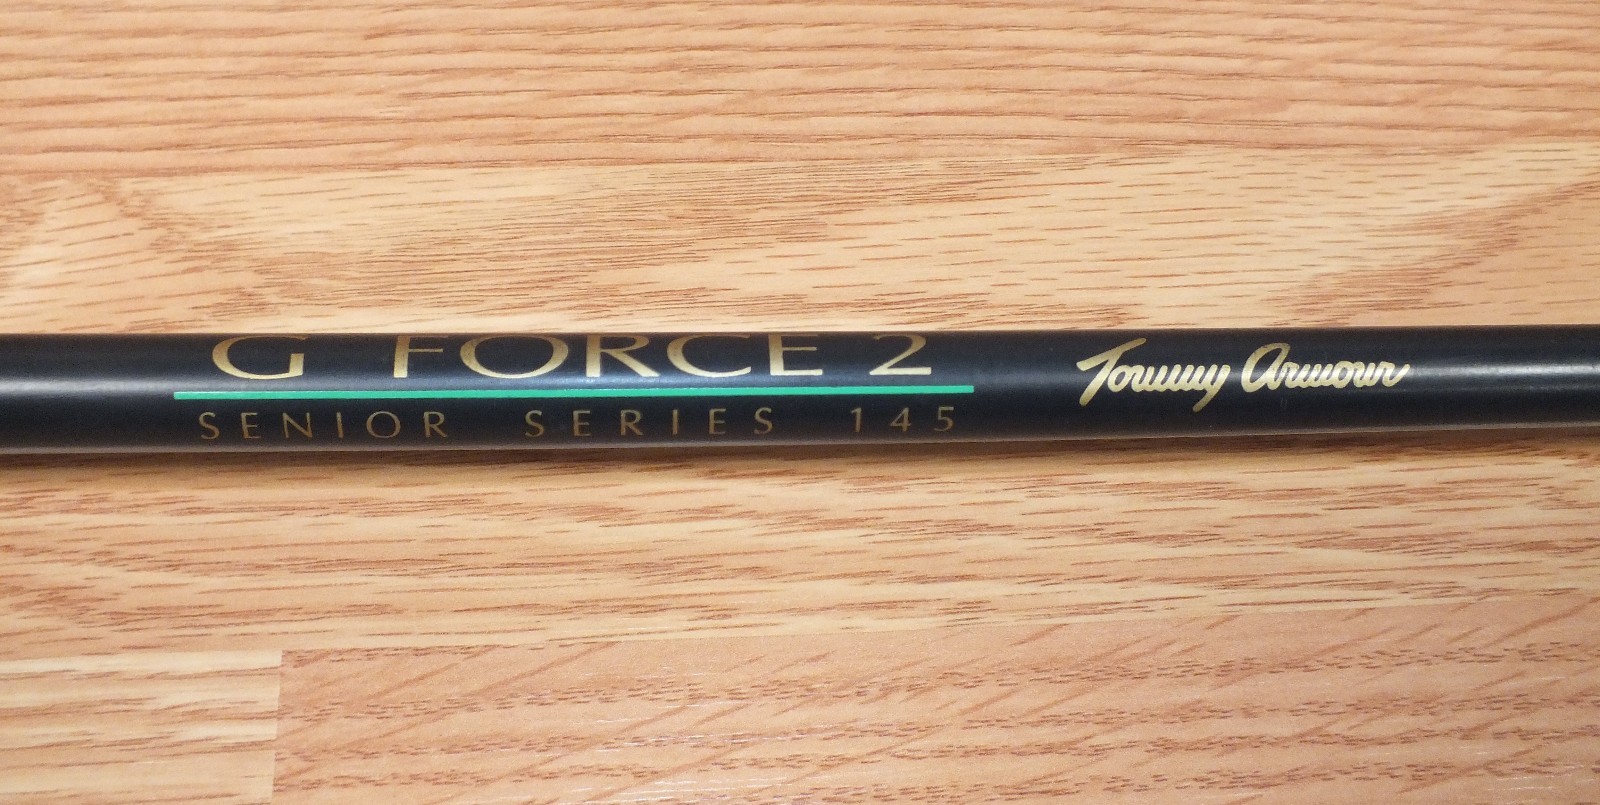 G FORCE 2
SENIOR SERIES 145
Tommy Armour